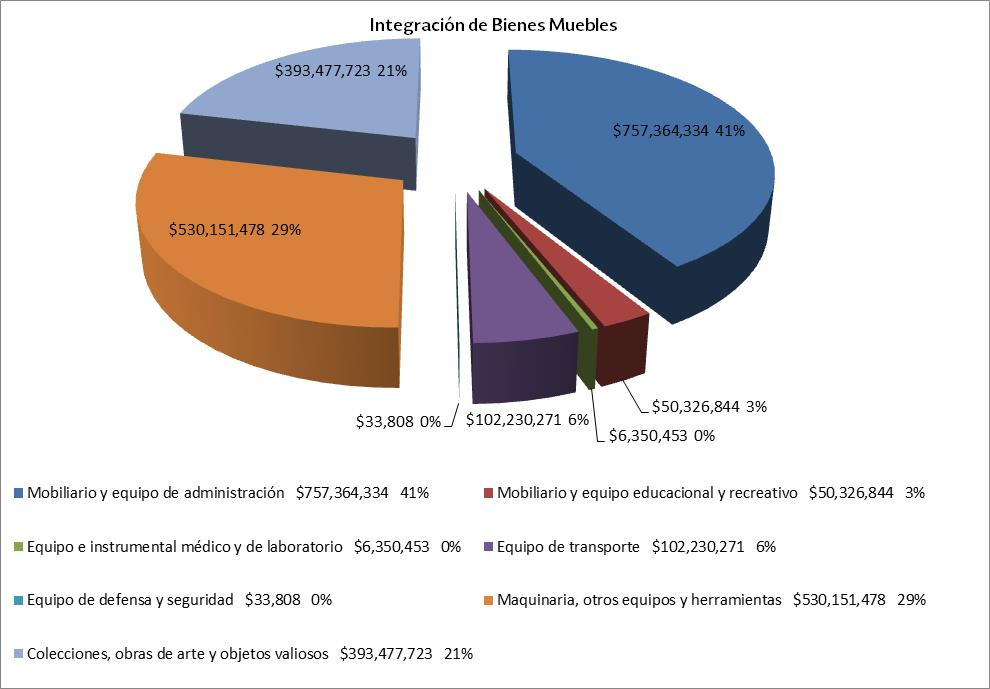 Integración de Bienes Muebles
$393,477,723 21%
$757,364,334 41%
$530,151,478 29%
$33,808 0%
$102,230,271 6%
$50,326,844 3%
$6,350,453 0%
Mobiliario y equipo de administración $757,364,334 41%
Mobiliario y equipo educacional y recreativo $50,326,844 3%
Equipo e instrumental médico y de laboratorio $6,350,453 0%
Equipo de transporte $102,230,271 6%
Equipo de defensa y seguridad $33,808 0%
Maquinaria, otros equipos y herramientas $530,151,478 29%
Colecciones, obras de arte y objetos valiosos $393,477,723 21%